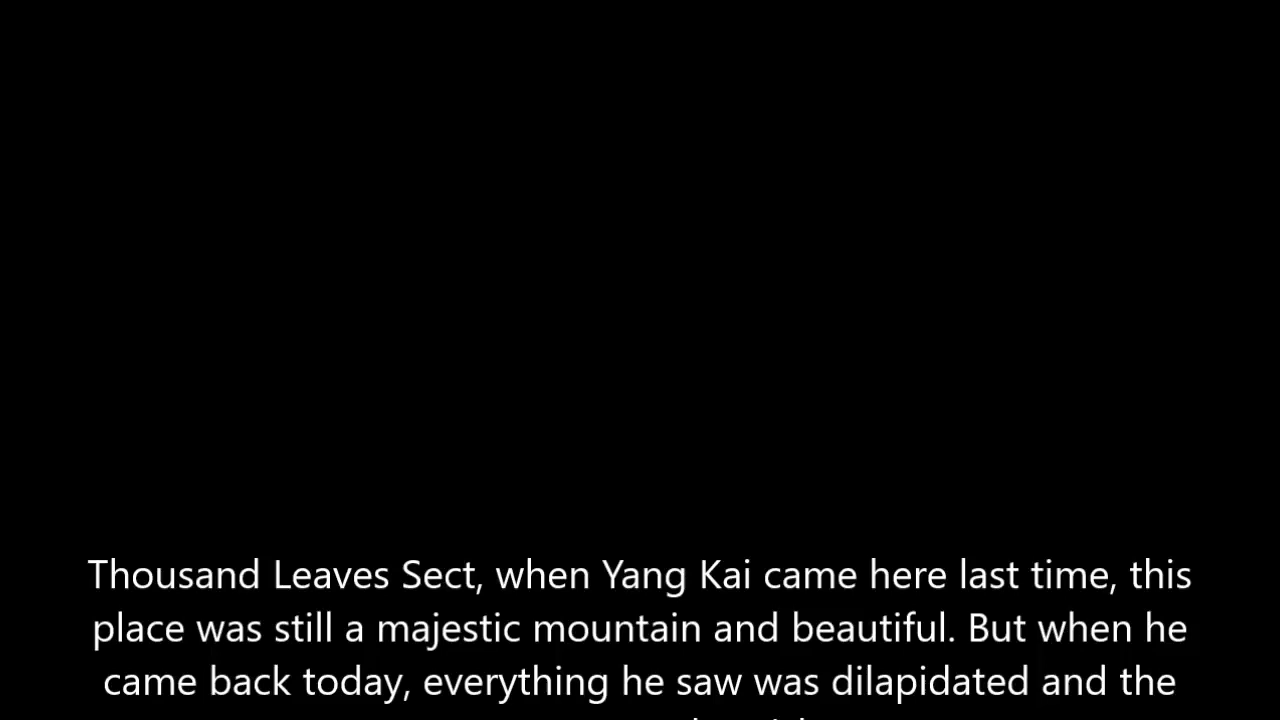 Thousand Leaves Sect, when Yang Kai came here last time, this
place was still a majestic mountain and beautiful. But when he
came back today, everything he saw was dilapidated and the